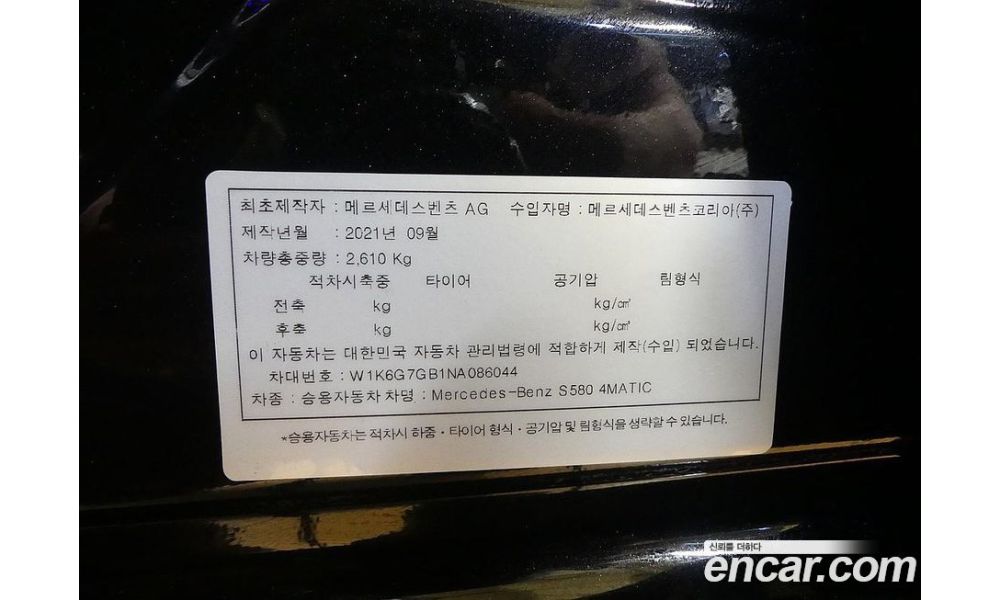 최초제작자 : 메르세데스벤츠 AG 수입자명 : 메르세데스벤츠코리아(주)
제작년월 : 2021년 09월
차량총중량 : 2,610 Kg
적차시축중 타이어 공기압 림형식
전축 kg kg/㎠
후축 kg kg/㎠
이 자동차는 대한민국 자동차 관리법령에 적합하게 제작(수입) 되었습니다.
차대번호 : W1K6G7GB1NA086044
차종 : 승용자동차 차명 : Mercedes-Benz S580 4MATIC
*승용자동차는 적차시 하중·타이어 형식·공기압 및 림형식을 생략할 수 있습니다.
신뢰를 더하다
encar.com